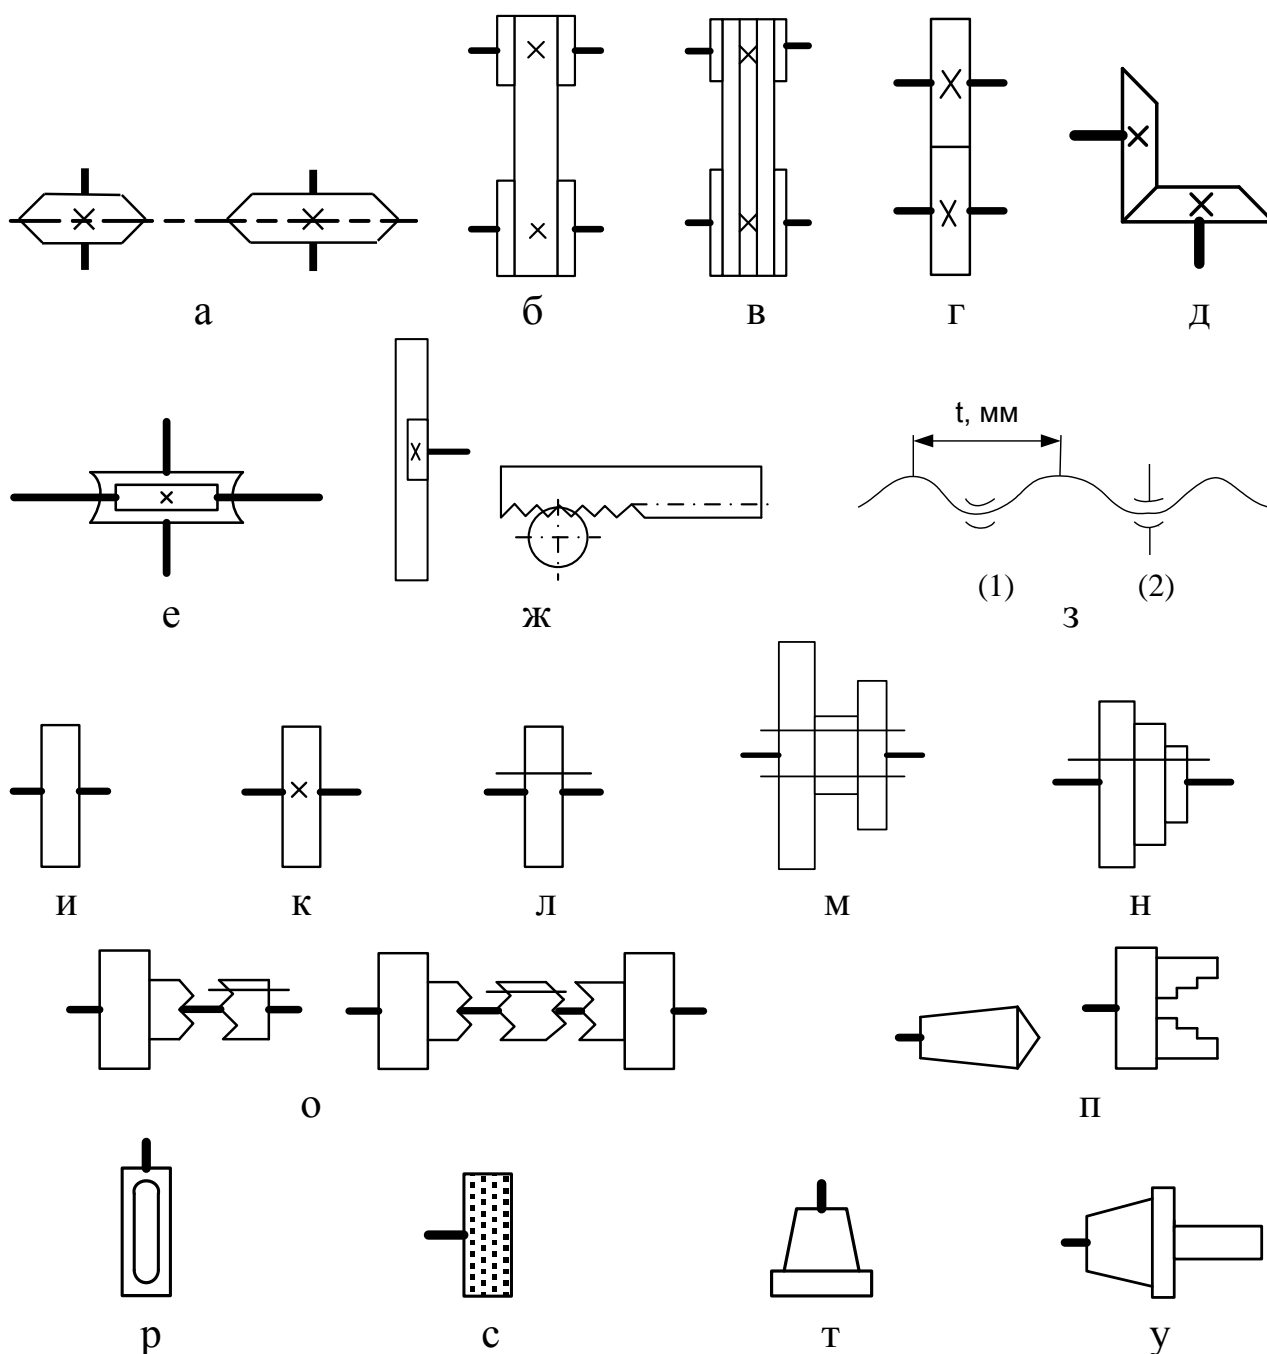 а б в г д
t, мм
(1) (2)
е ж з
и к л м н
о п
р с т у